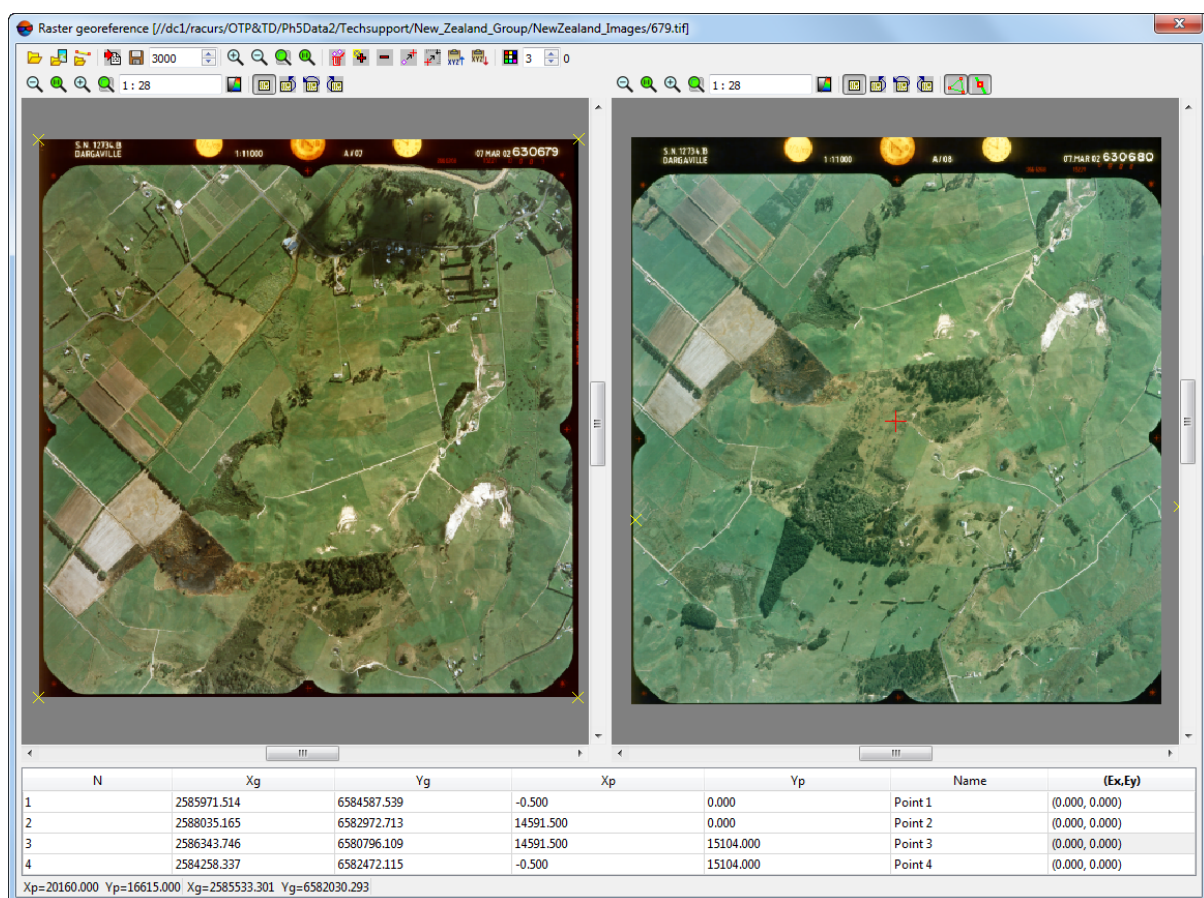 Raster georeference [//dc1/racurs/OTP&TD/Ph5Data2/Techsupport/New_Zealand_Group/NewZealand_Images/679.tif]
3000 XYZ XYZ 3 0
1 : 28
1 : 28
S.N. 12734.B
DARGAVILLE 1:11000 A/07 07 MAR 02 630679
S.N. 12734.B
DARGAVILLE 1:11000 A/08 07.MAR 02 630680
N Xg Yg Xp Yp Name (Ex,Ey)
1 2585971.514 6584587.539 -0.500 0.000 Point 1 (0.000, 0.000)
2 2588035.165 6582972.713 14591.500 0.000 Point 2 (0.000, 0.000)
3 2586343.746 6580796.109 14591.500 15104.000 Point 3 (0.000, 0.000)
4 2584258.337 6582472.115 -0.500 15104.000 Point 4 (0.000, 0.000)
Xp=20160.000 Yp=16615.000 Xg=2585533.301 Yg=6582030.293